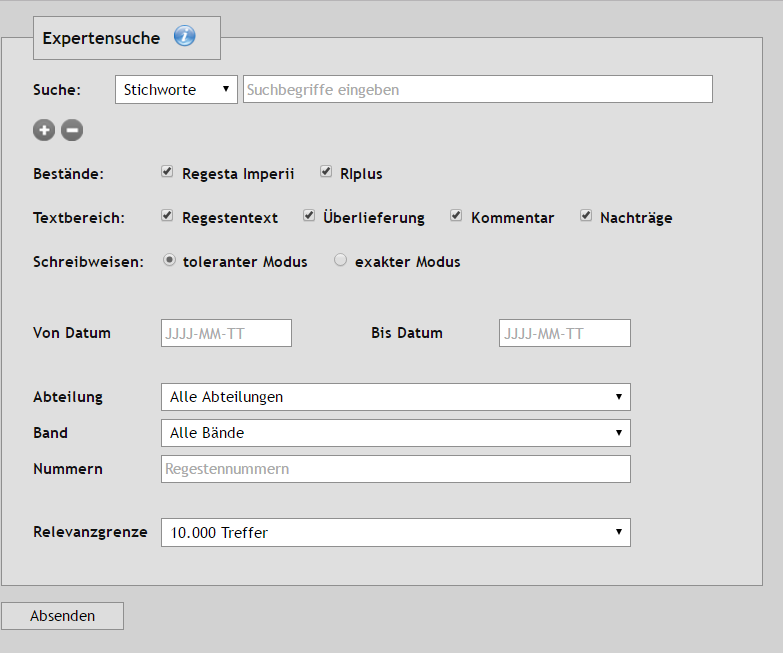 Expertensuche
Suche: Stichworte Suchbegriffe eingeben
Bestände: Regesta Imperii RIplus
Textbereich: Regestentext Überlieferung Kommentar Nachträge
Schreibweisen: toleranter Modus exakter Modus
Von Datum JJJJ-MM-TT Bis Datum JJJJ-MM-TT
Abteilung Alle Abteilungen
Band Alle Bände
Nummern Regestennummern
Relevanzgrenze 10.000 Treffer
Absenden